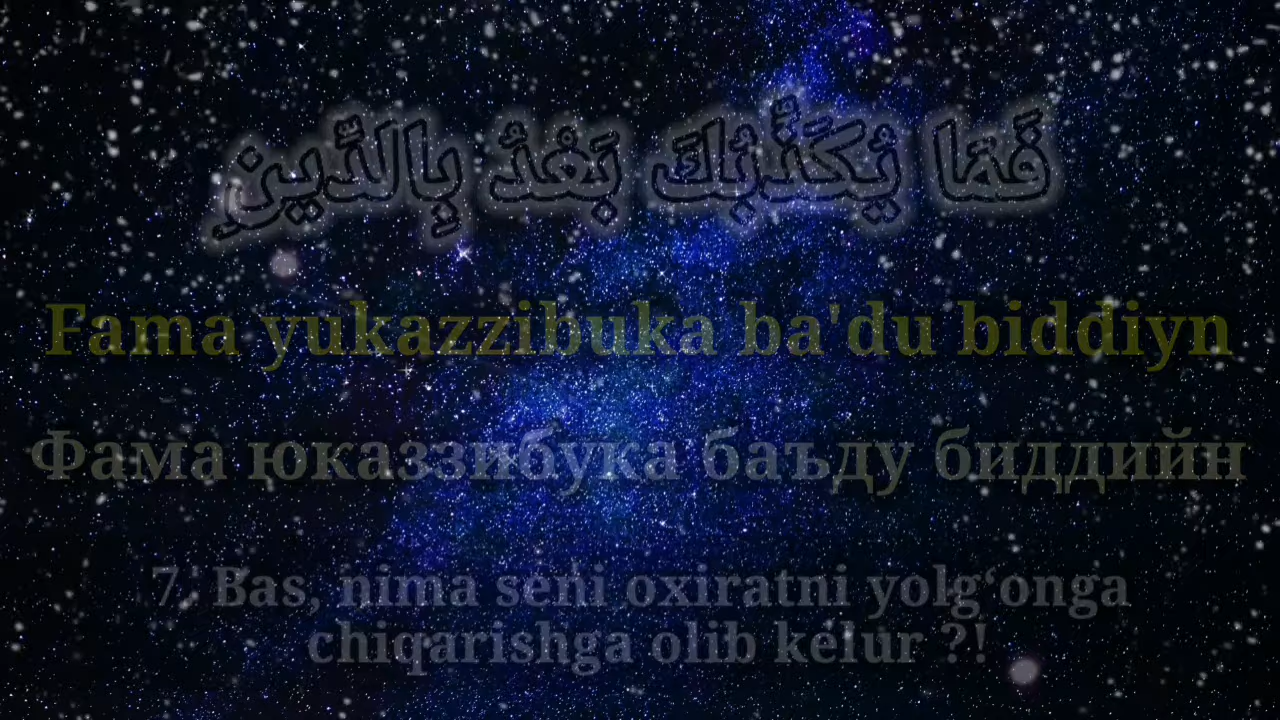 فَمَا يُكَذِّبُكَ بَعْدُ بِالدِّينِ
Fama yukazzibuka ba'du biddiyn
Фама юказзибука баъду биддийн
7. Bas, nima seni oxiratni yolg‘onga
chiqarishga olib kelur ?!